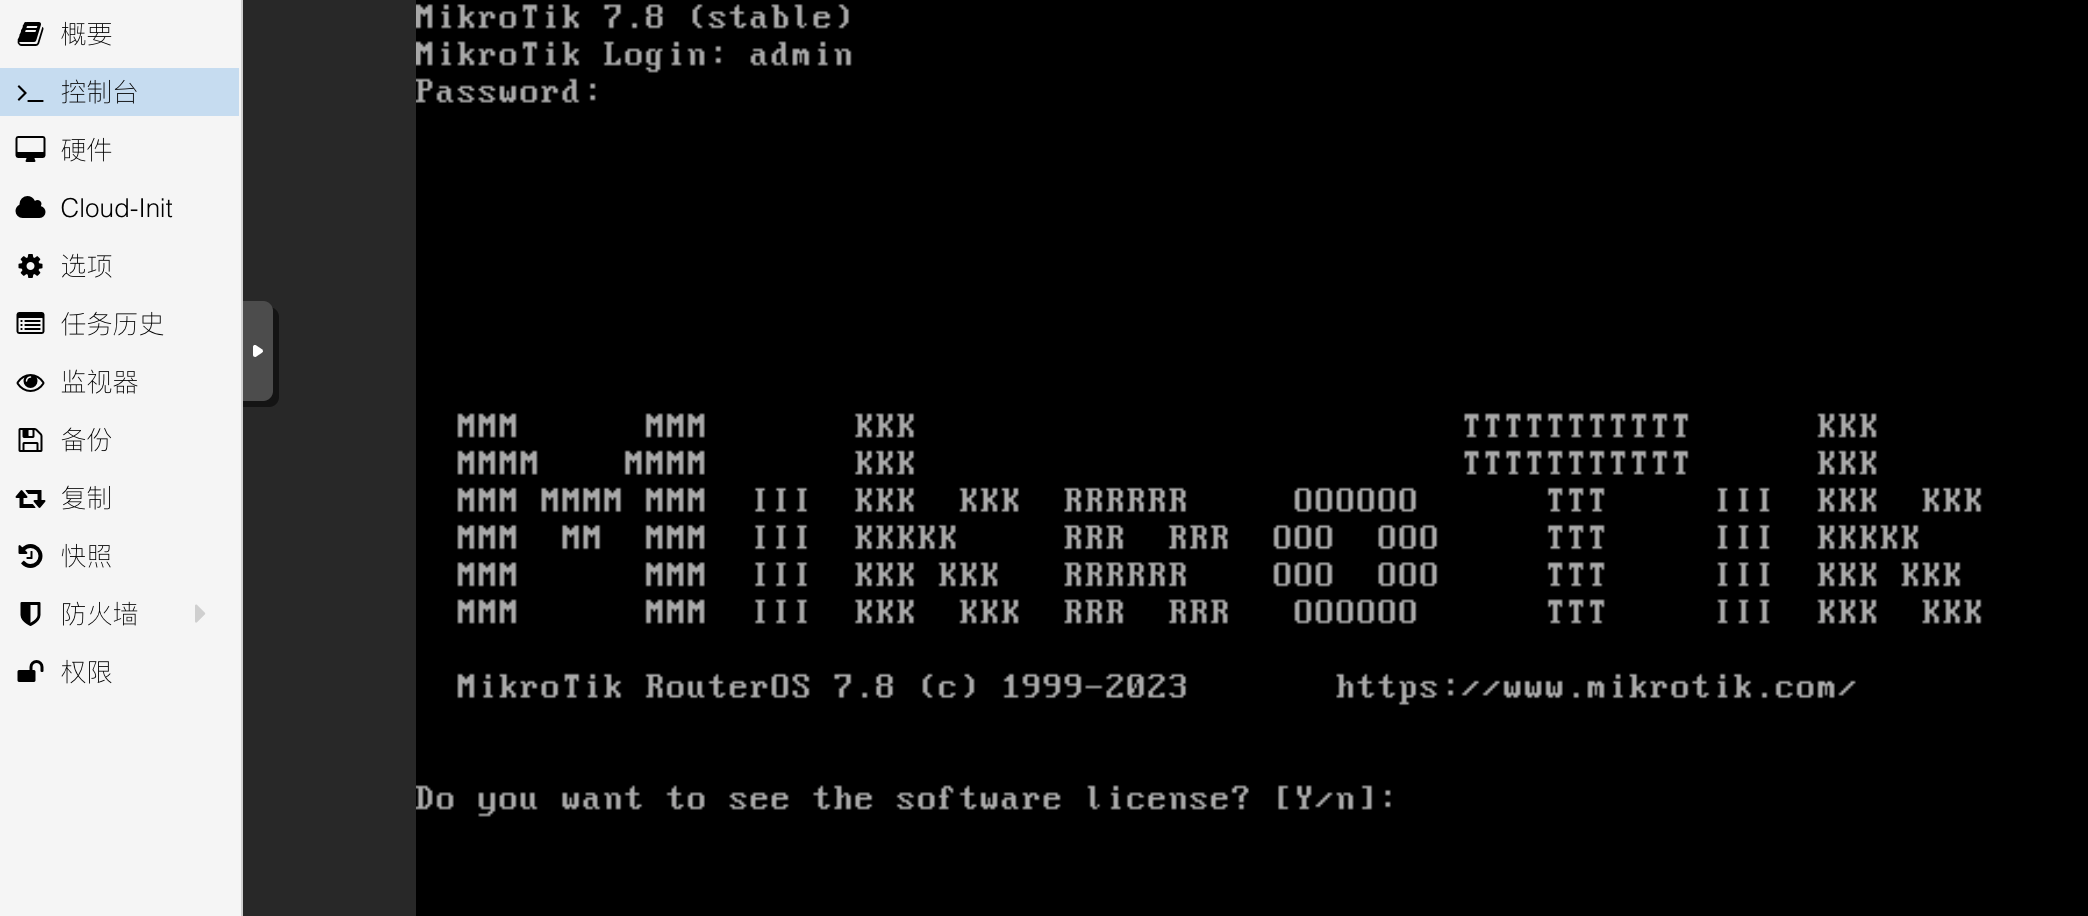 概要
控制台
硬件
Cloud-Init
选项
任务历史
监视器
备份
复制
快照
防火墙
权限
MikroTik 7.8 (stable)
MikroTik Login: admin
Password:
  MMM      MMM       KKK                          TTTTTTTTTTT      KKK
  MMMM    MMMM       KKK                          TTTTTTTTTTT      KKK
  MMM MMMM MMM  III  KKK  KKK  RRRRRR     OOOOOO      TTT     III  KKK  KKK
  MMM  MM  MMM  III  KKKKK     RRR  RRR  OOO  OOO     TTT     III  KKKKK
  MMM      MMM  III  KKK KKK   RRRRRR    OOO  OOO     TTT     III  KKK KKK
  MMM      MMM  III  KKK  KKK  RRR  RRR   OOOOOO      TTT     III  KKK  KKK
  MikroTik RouterOS 7.8 (c) 1999-2023       https://www.mikrotik.com/
Do you want to see the software license? [Y/n]: